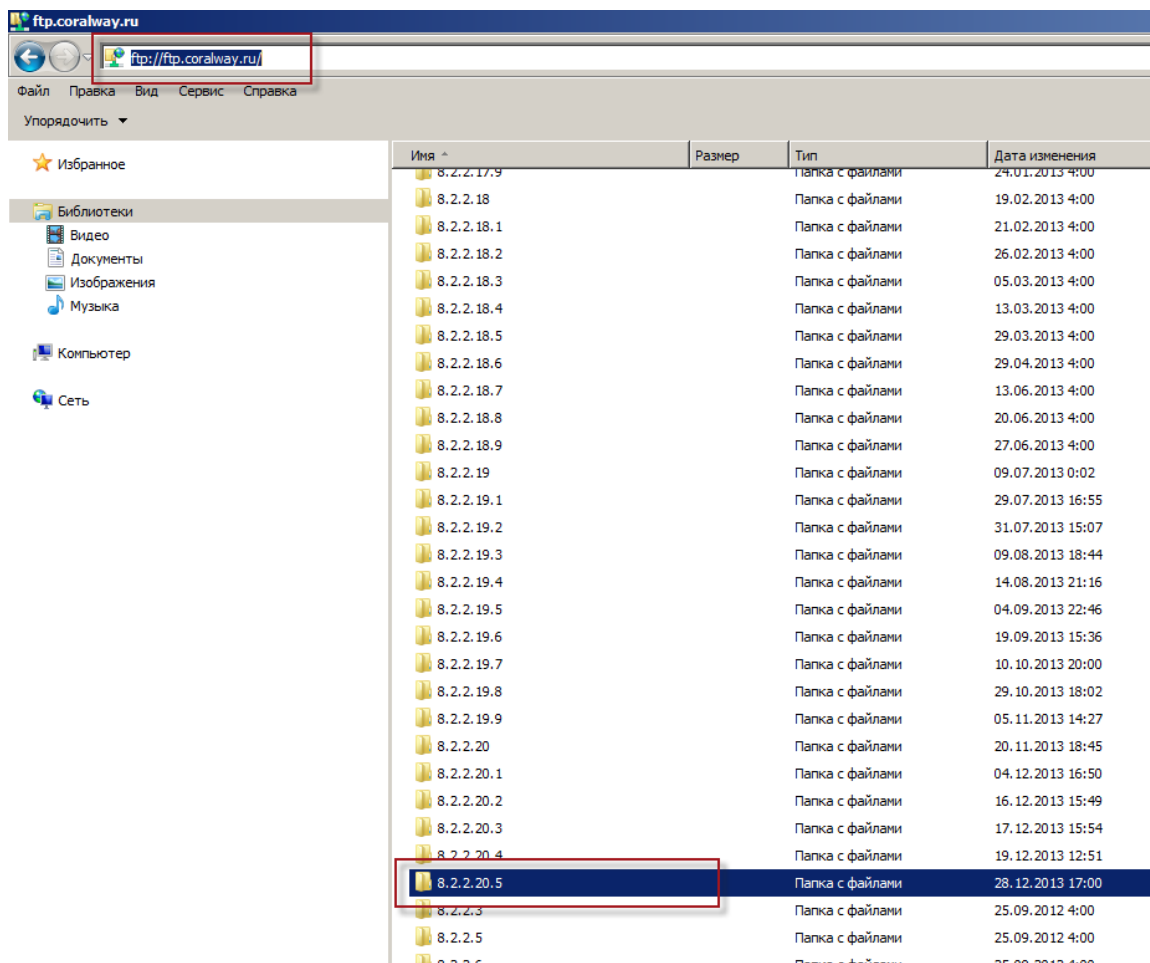 ftp.coralway.ru
ftp://ftp.coralway.ru/
Файл Правка Вид Сервис Справка
Упорядочить
Избранное
Библиотеки
Видео
Документы
Изображения
Музыка
Компьютер
Сеть
Имя Размер Тип Дата изменения
8.2.2.17.9 Папка с файлами 24.01.2013 4:00
8.2.2.18 Папка с файлами 19.02.2013 4:00
8.2.2.18.1 Папка с файлами 21.02.2013 4:00
8.2.2.18.2 Папка с файлами 26.02.2013 4:00
8.2.2.18.3 Папка с файлами 05.03.2013 4:00
8.2.2.18.4 Папка с файлами 13.03.2013 4:00
8.2.2.18.5 Папка с файлами 29.03.2013 4:00
8.2.2.18.6 Папка с файлами 29.04.2013 4:00
8.2.2.18.7 Папка с файлами 13.06.2013 4:00
8.2.2.18.8 Папка с файлами 20.06.2013 4:00
8.2.2.18.9 Папка с файлами 27.06.2013 4:00
8.2.2.19 Папка с файлами 09.07.2013 0:02
8.2.2.19.1 Папка с файлами 29.07.2013 16:55
8.2.2.19.2 Папка с файлами 31.07.2013 15:07
8.2.2.19.3 Папка с файлами 09.08.2013 18:44
8.2.2.19.4 Папка с файлами 14.08.2013 21:16
8.2.2.19.5 Папка с файлами 04.09.2013 22:46
8.2.2.19.6 Папка с файлами 19.09.2013 15:36
8.2.2.19.7 Папка с файлами 10.10.2013 20:00
8.2.2.19.8 Папка с файлами 29.10.2013 18:02
8.2.2.19.9 Папка с файлами 05.11.2013 14:27
8.2.2.20 Папка с файлами 20.11.2013 18:45
8.2.2.20.1 Папка с файлами 04.12.2013 16:50
8.2.2.20.2 Папка с файлами 16.12.2013 15:49
8.2.2.20.3 Папка с файлами 17.12.2013 15:54
8.2.2.20.4 Папка с файлами 19.12.2013 12:51
8.2.2.20.5 Папка с файлами 28.12.2013 17:00
8.2.2.3 Папка с файлами 25.09.2012 4:00
8.2.2.5 Папка с файлами 25.09.2012 4:00